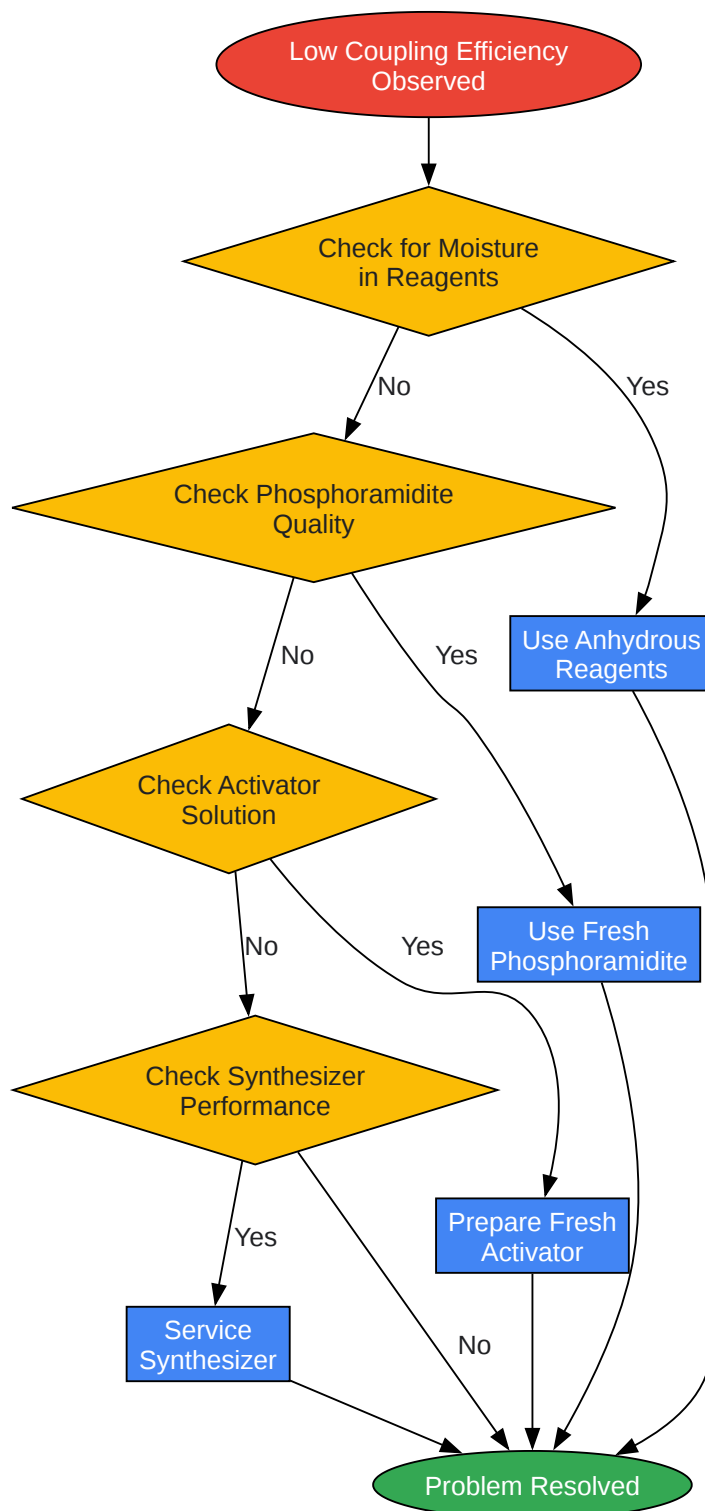 Low Coupling Efficiency
Observed
Check for Moisture
in Reagents
No
Yes
Check Phosphoramidite
Quality
Use Anhydrous
Reagents
No
Yes
Check Activator
Solution
Use Fresh
Phosphoramidite
No
Yes
Check Synthesizer
Performance
Prepare Fresh
Activator
Yes
Service
Synthesizer
No
Problem Resolved